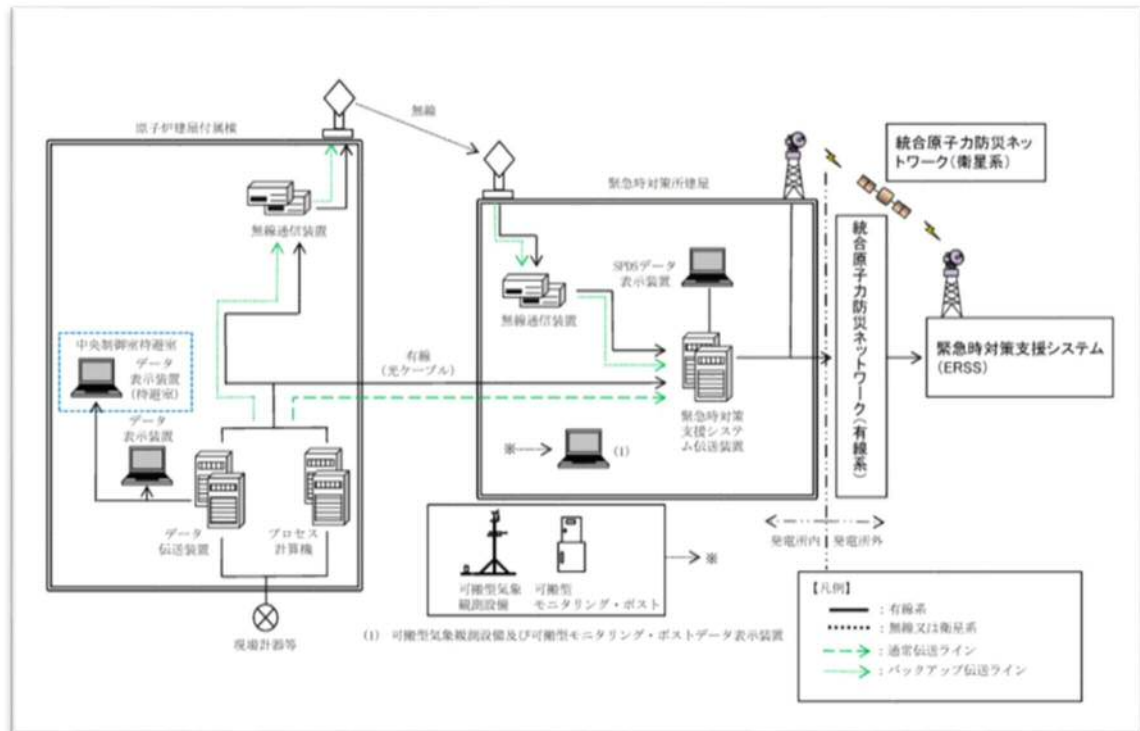 原子炉建屋付属棟
無線
無線通信装置
中央制御室待避室
データ
表示装置
(待避室)
データ
表示装置
データ
伝送装置
プロセス
計算機
現場計器等
有線
(光ケーブル)
緊急時対策所建屋
無線通信装置
SPDSデータ
表示装置
緊急時対策
支援システ
ム伝送装置
※
(1)
可搬型気象
観測設備
可搬型
モニタリング・ポスト
※
(1) 可搬型気象観測設備及び可搬型モニタリング・ポストデータ表示装置
統合原子力防災ネッ
トワーク(衛星系)
統合原子力防災ネットワーク(有線系)
緊急時対策支援システム
(ERSS)
発電所内
発電所外
【凡例】
:有線系
:無線又は衛星系
:通常伝送ライン
:バックアップ伝送ライン